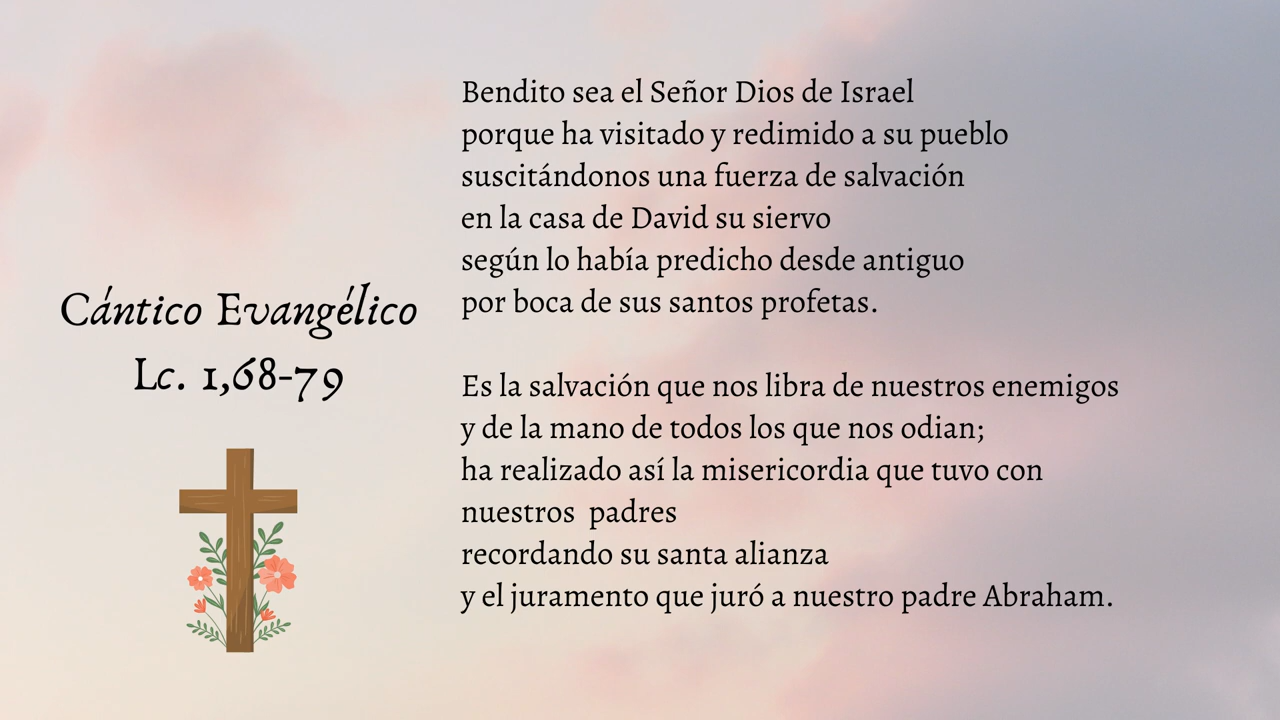 Cántico Evangélico
Lc. 1,68-79
Bendito sea el Señor Dios de Israel
porque ha visitado y redimido a su pueblo
suscitándonos una fuerza de salvación
en la casa de David su siervo
según lo había predicho desde antiguo
por boca de sus santos profetas.
Es la salvación que nos libra de nuestros enemigos
y de la mano de todos los que nos odian;
ha realizado así la misericordia que tuvo con
nuestros  padres
recordando su santa alianza
y el juramento que juró a nuestro padre Abraham.